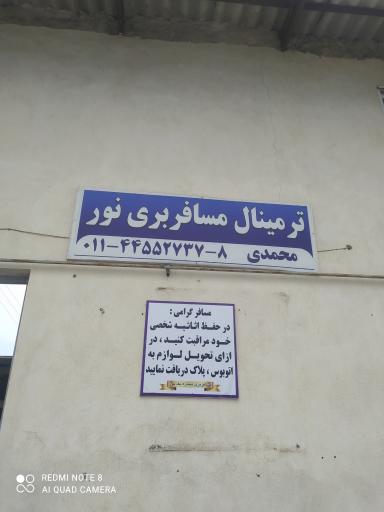 ترمینال مسافربری نور
محمدی ۰۱۱-۴۴۵۵۲۷۳۷-۸
مسافر گرامی :
در حفظ اثاثیه شخصی
خود مراقبت کنید ، در
ازای تحویل لوازم به
اتوبوس ، پلاک دریافت نمایید
REDMI NOTE 8
AI QUAD CAMERA